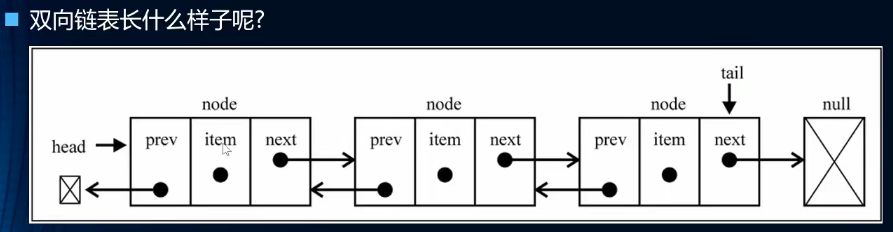 双向链表长什么样子呢?
tail
node node node null
head prev item next prev item next prev item next